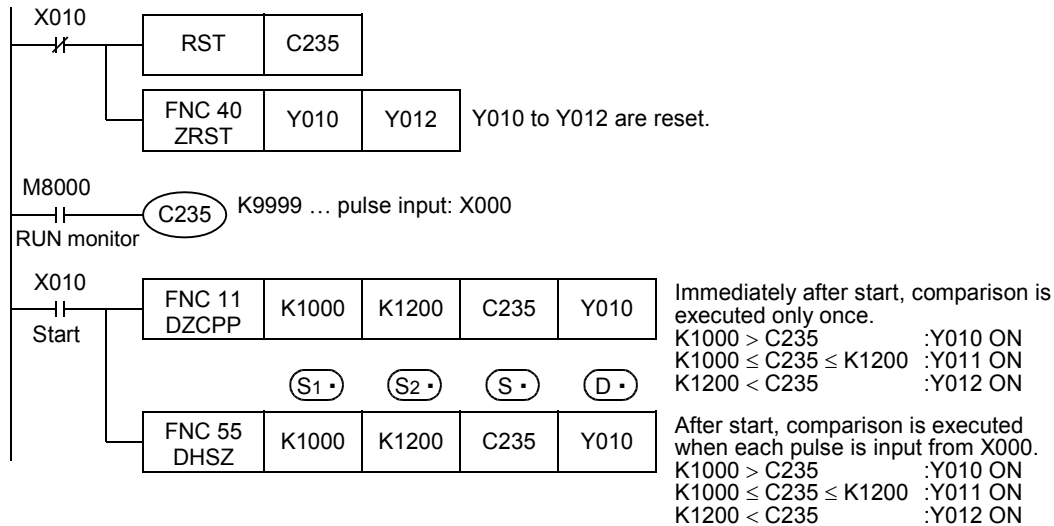 X010
RST C235
FNC 40 ZRST Y010 Y012 Y010 to Y012 are reset.
M8000
C235 K9999 … pulse input: X000
RUN monitor
X010
Start
FNC 11 DZCPP K1000 K1200 C235 Y010
Immediately after start, comparison is
executed only once.
K1000 > C235 :Y010 ON
K1000 ≤ C235 ≤ K1200 :Y011 ON
K1200 < C235 :Y012 ON
S1 · S2 · S · D ·
FNC 55 DHSZ K1000 K1200 C235 Y010
After start, comparison is executed
when each pulse is input from X000.
K1000 > C235 :Y010 ON
K1000 ≤ C235 ≤ K1200 :Y011 ON
K1200 < C235 :Y012 ON